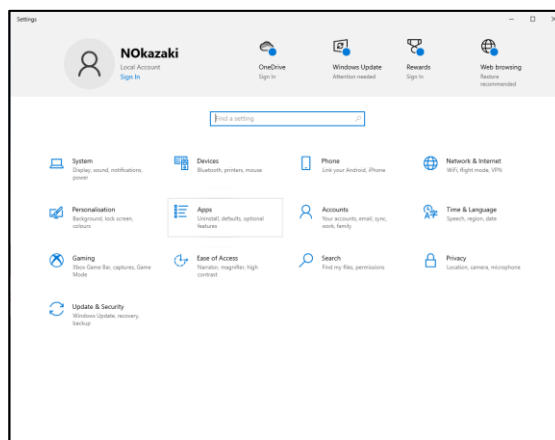 Settings
NOkazaki
Local Account
Sign In
OneDrive
Sign In
Windows Update
Attention needed
Rewards
Sign In
Web browsing
Restore
recommended
Find a setting
System
Display, sound, notifications,
power
Devices
Bluetooth, printers, mouse
Phone
Link your Android, iPhone
Network & Internet
WiFi, flight mode, VPN
Personalisation
Background, lock screen,
colours
Apps
Uninstall, defaults, optional
features
Accounts
Your accounts, email, sync,
work, family
Time & Language
Speech, region, date
Gaming
Xbox Game Bar, captures, Game
Mode
Ease of Access
Narrator, magnifier, high
contrast
Search
Find my files, permissions
Privacy
Location, camera, microphone
Update & Security
Windows Update, recovery,
backup